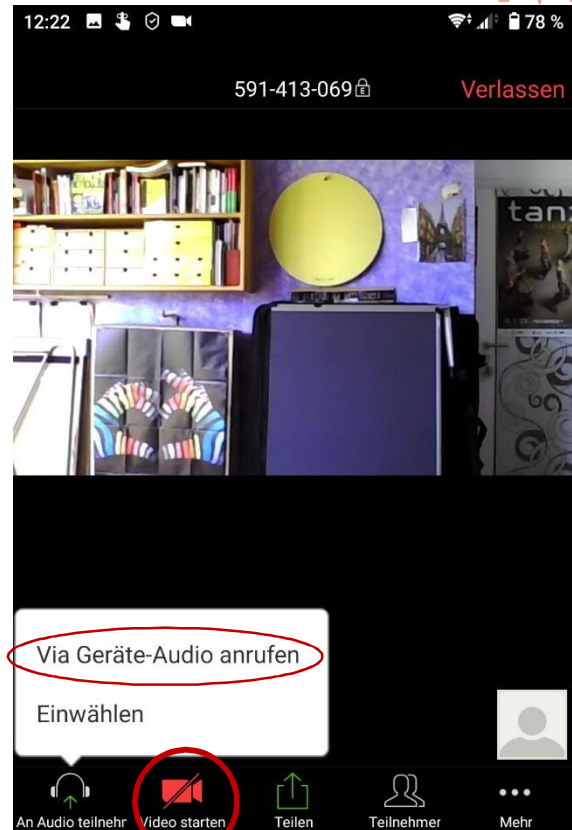 12:22 78 %
591-413-069 Verlassen
tan
Via Geräte-Audio anrufen
Einwählen
An Audio teilnehr Video starten Teilen Teilnehmer Mehr